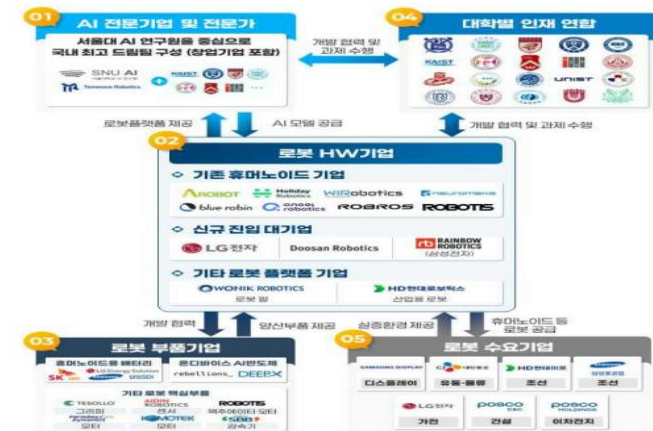 01
AI 전문기업 및 전문가
서울대 AI 연구원을 중심으로
국내 최고 드림팀 구성 (창업기업 포함)
SNU AI
KAIST
Tommoro Robotics
개발 협력 및
과제 수행
04
대학별 인재 연합
KAIST
UNIST
로봇플랫폼 제공
AI 모델 공급
개발 협력 및 과제 수행
02
로봇 HW기업
기존 휴머노이드 기업
AROBOT
Holiday Robotics
WIRobotics
neuromeka
blue robin
angel robotics
ROBROS
ROBOTIS
신규 진입 대기업
LG전자
Doosan Robotics
RAINBOW ROBOTICS
(삼성전자)
기타 로봇 플랫폼 기업
WONIK ROBOTICS
HD현대로보틱스
로봇 팔
산업용 로봇
개발 협력
양산부품 제공
실증환경 제공
휴머노이드 등
로봇 공급
03
로봇 부품기업
휴머노이드용 배터리
온디바이스 AI반도체
SK on
LG Energy Solution
SAMSUNG
rebellions_
DEEPX
기타 로봇 핵심부품
TESOLLO
AIDIN ROBOTICS
ROBOTIS
그리퍼
센서
액추에이터·모터
KOMOTEK
SBB
모터
모터
감속기
05
로봇 수요기업
SAMSUNG DISPLAY
CJ대한통운
HD현대미포
삼성중공업
디스플레이
유통·물류
조선
조선
LG전자
posco E&C
posco HOLDINGS
가전
건설
이차전지